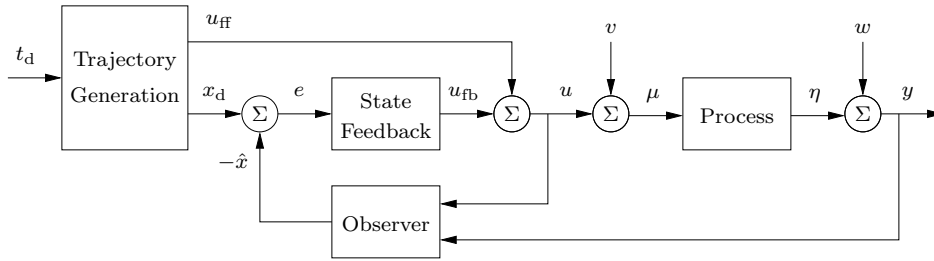 u_ff
v
w
t_d
Trajectory
Generation
x_d
Σ
e
State
Feedback
u_fb
Σ
u
Σ
μ
Process
η
Σ
y
−x̂
Observer